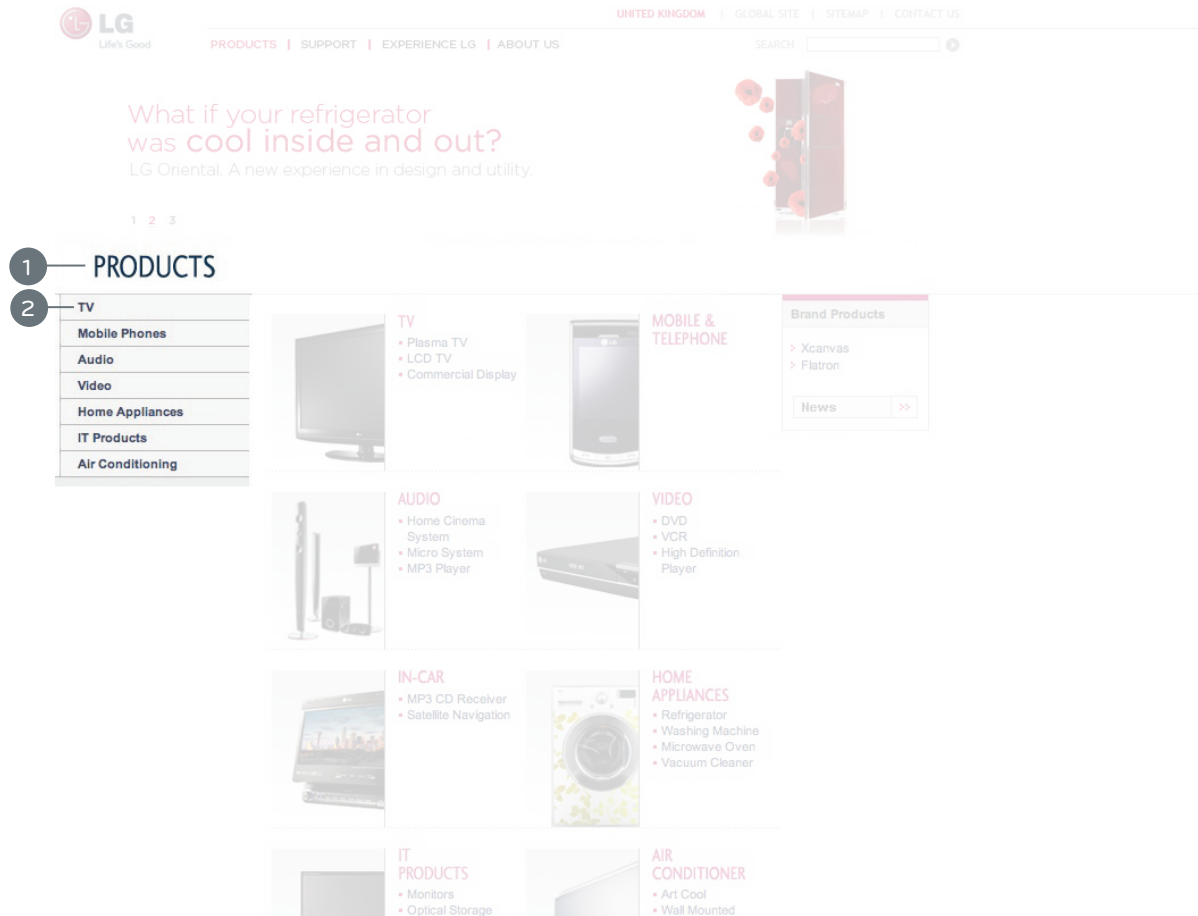 LG
Life's Good
UNITED KINGDOM | GLOBAL SITE | SITEMAP | CONTACT US
PRODUCTS | SUPPORT | EXPERIENCE LG | ABOUT US
SEARCH
What if your refrigerator
was cool inside and out?
LG Oriental. A new experience in design and utility.
1 2 3
1
PRODUCTS
2
TV
Mobile Phones
Audio
Video
Home Appliances
IT Products
Air Conditioning
TV
Plasma TV
LCD TV
Commercial Display
MOBILE &
TELEPHONE
Brand Products
> Xcanvas
> Flatron
News >>
AUDIO
Home Cinema
System
Micro System
MP3 Player
VIDEO
DVD
VCR
High Definition
Player
IN-CAR
MP3 CD Receiver
Satellite Navigation
HOME
APPLIANCES
Refrigerator
Washing Machine
Microwave Oven
Vacuum Cleaner
IT
PRODUCTS
Monitors
Optical Storage
AIR
CONDITIONER
Art Cool
Wall Mounted